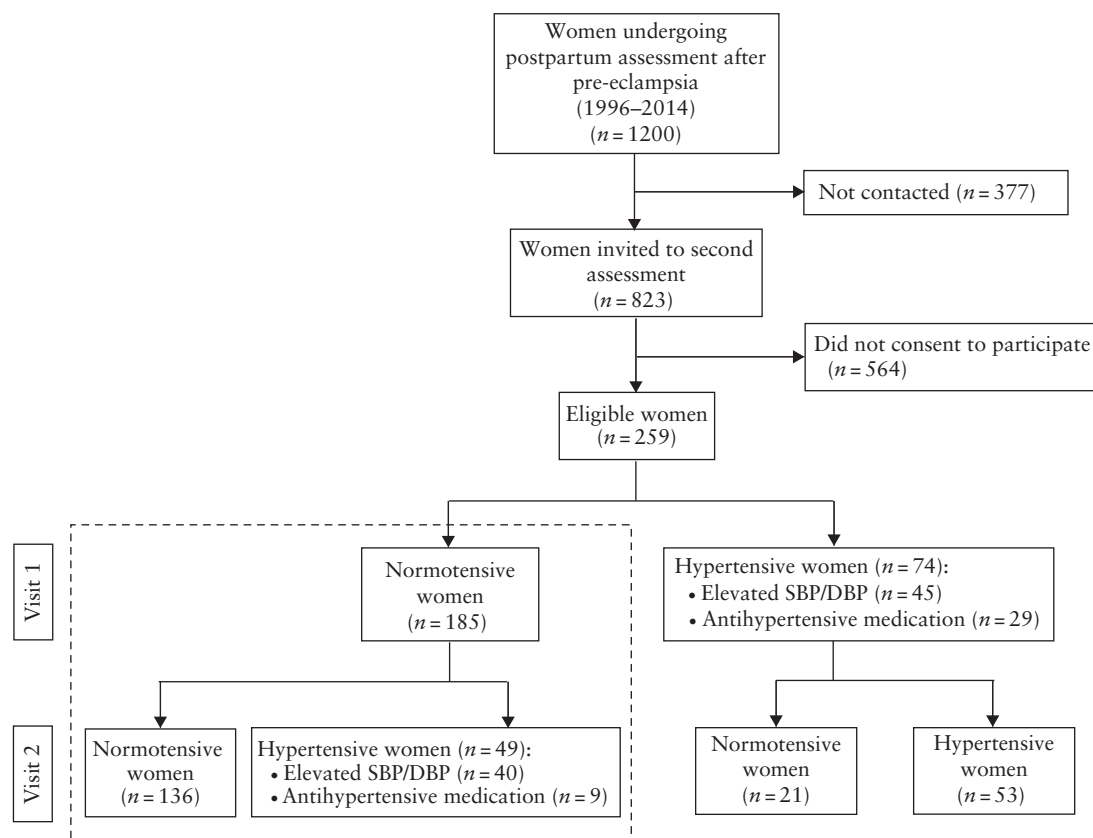 Women undergoing
postpartum assessment after
pre-eclampsia
(1996–2014)
(n = 1200)
Not contacted (n = 377)
Women invited to second
assessment
(n = 823)
Did not consent to participate
(n = 564)
Eligible women
(n = 259)
Visit 1
Normotensive
women
(n = 185)
Hypertensive women (n = 74):
• Elevated SBP/DBP (n = 45)
• Antihypertensive medication (n = 29)
Visit 2
Normotensive
women
(n = 136)
Hypertensive women (n = 49):
• Elevated SBP/DBP (n = 40)
• Antihypertensive medication (n = 9)
Normotensive
women
(n = 21)
Hypertensive
women
(n = 53)